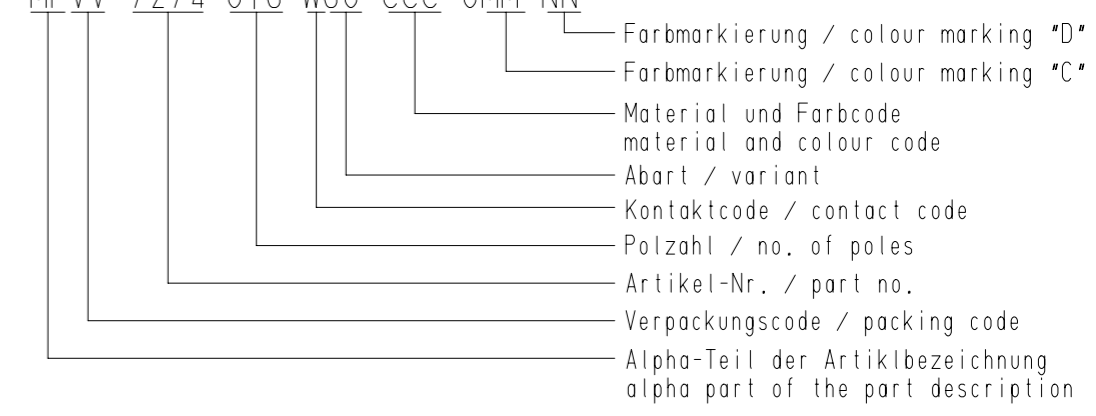 Farbmarkierung / colour marking "D"
Farbmarkierung / colour marking "C"
Material und Farbcode
material and colour code
Abart / variant
Kontaktcode / contact code
Polzahl / no. of poles
Artikel-Nr. / part no.
Verpackungscode / packing code
Alpha-Teil der Artiklbezeichnung
alpha part of the part description